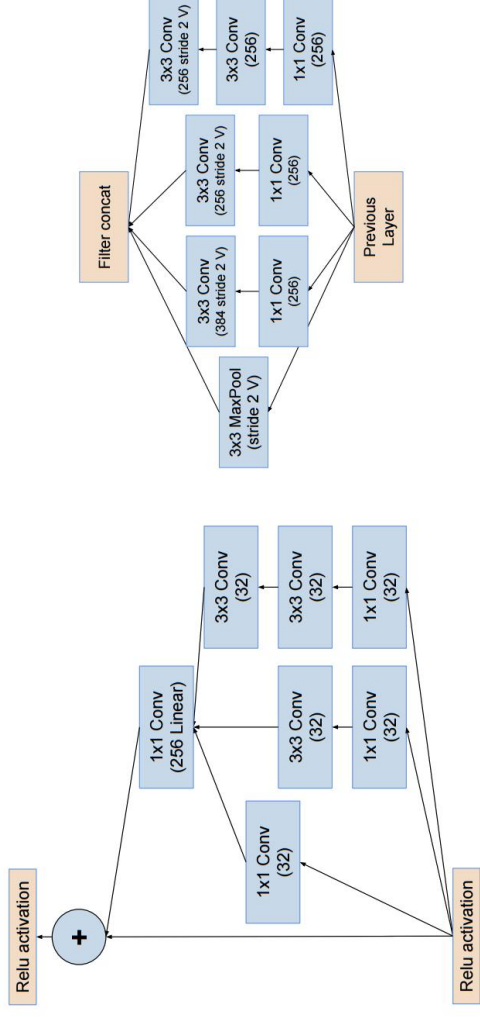 Relu activation
+
1x1 Conv
(256 Linear)
1x1 Conv
(32)
3x3 Conv
(32)
3x3 Conv
(32)
3x3 Conv
(32)
1x1 Conv
(32)
1x1 Conv
(32)
Relu activation
Filter concat
3x3 MaxPool
(stride 2 V)
3x3 Conv
(384 stride 2 V)
3x3 Conv
(256 stride 2 V)
3x3 Conv
(256 stride 2 V)
3x3 Conv
(256)
1x1 Conv
(256)
1x1 Conv
(256)
1x1 Conv
(256)
Previous
Layer